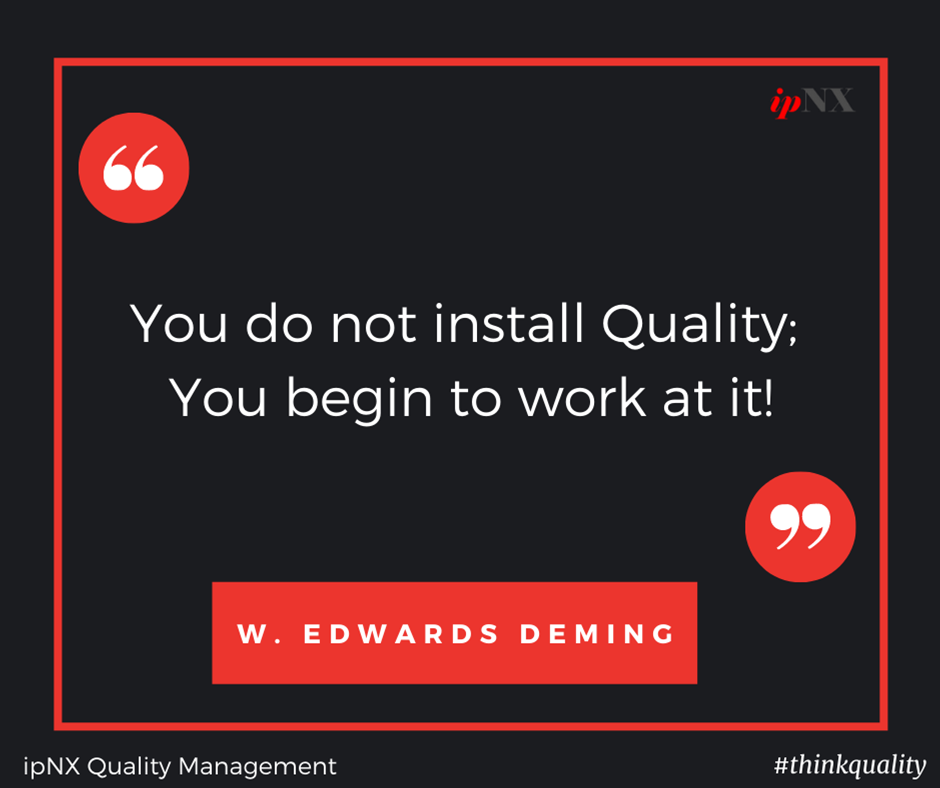 ipNX
“
You do not install Quality;
You begin to work at it!
”
W. EDWARDS DEMING
ipNX Quality Management
#thinkquality